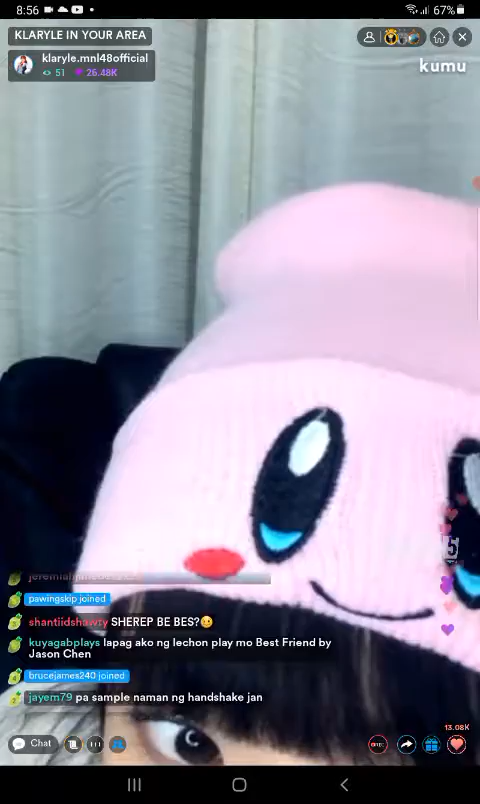 8:56
67%
KLARYLE IN YOUR AREA
klaryle.mnl48official
51 26.48K
kumu
pawingskip joined
shantiidshawty SHEREP BE BES?🥴
kuyagabplays lapag ako ng lechon play mo Best Friend by
Jason Chen
brucejames240 joined
jayem79 pa sample naman ng handshake jan
13.08K
Chat